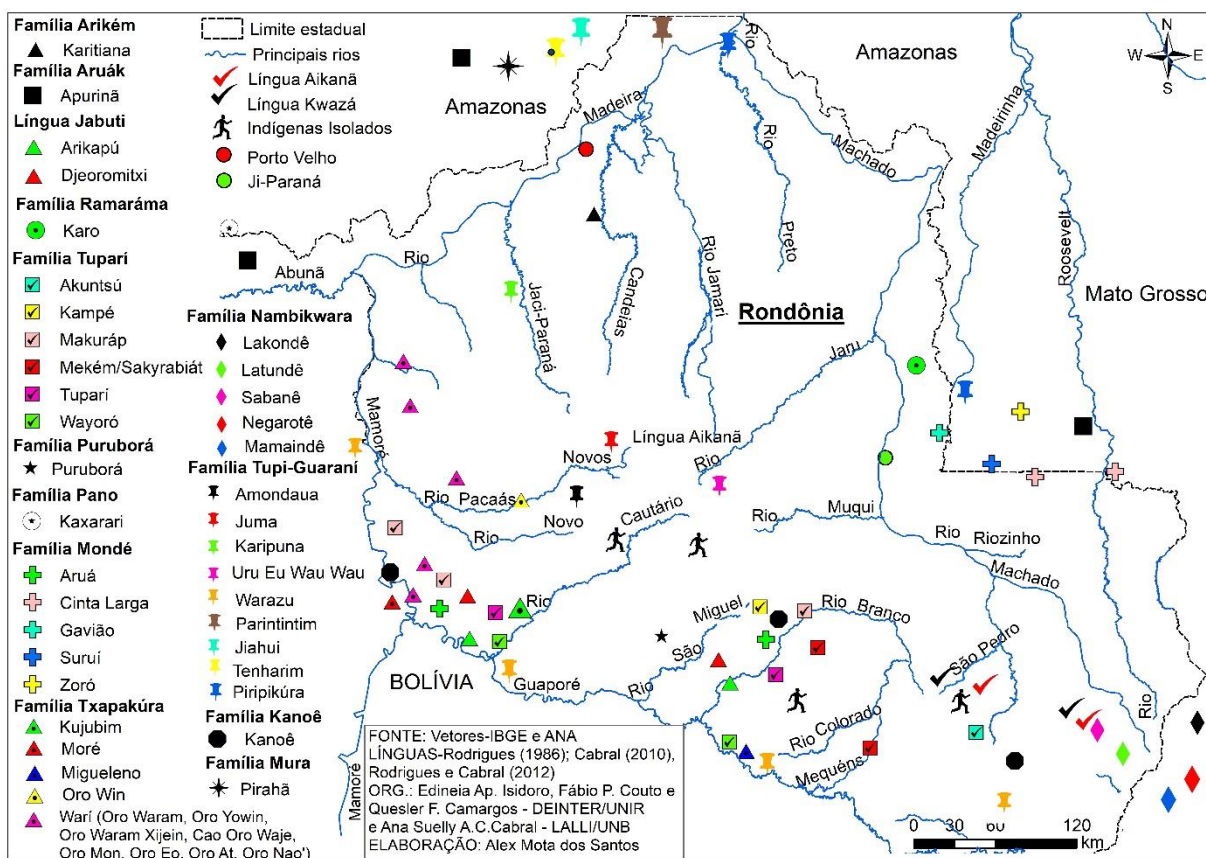 Família Arikém
Karitiana
Família Aruák
Apurinã
Língua Jabuti
Arikapú
Djeoromitxi
Família Ramaráma
Karo
Família Tuparí
Akuntsú
Kampé
Makuráp
Mekém/Sakyrabiát
Tuparí
Wayoró
Família Puruborá
Puruborá
Família Pano
Kaxarari
Família Mondé
Aruá
Cinta Larga
Gavião
Suruí
Zoró
Família Txapakúra
Kujubim
Moré
Migueleno
Oro Win
Warí (Oro Waram, Oro Yowin,
Oro Waram Xijein, Cao Oro Waje,
Oro Mon, Oro Eo, Oro At, Oro Nao')
Limite estadual
Principais rios
Língua Aikanã
Língua Kwazá
Indígenas Isolados
Porto Velho
Ji-Paraná
Família Nambikwara
Lakondê
Latundê
Sabanê
Negarotê
Mamaindê
Família Tupi-Guaraní
Amondaua
Juma
Karipuna
Uru Eu Wau Wau
Warazu
Parintintim
Jiahui
Tenharim
Piripikúra
Família Kanoê
Kanoê
Família Mura
Pirahã
Amazonas
Madeira
Rio
Amazonas
N
W E
S
Rio
Preto
Machado
Madeirinha
Roosevelt
Mato Grosso
Abunã
Rio
Jaci-Paraná
Candeias
Rio Jamari
Rondônia
Jaru
Rio
Mamoré
Língua Aikanã
Novos
Rio Pacaás
Rio Novo
Cautário
Rio
Rio Muqui
Rio
Riozinho
Machado
Rio
BOLÍVIA
Guaporé
Mamoré
Rio
São
Miguel
Rio Branco
São Pedro
Rio Colorado
Mequéns
FONTE: Vetores-IBGE e ANA
LÍNGUAS-Rodrigues (1986); Cabral (2010),
Rodrigues e Cabral (2012)
ORG.: Edineia Ap. Isidoro, Fábio P. Couto e
Quesler F. Camargos - DEINTER/UNIR
e Ana Suelly A.C.Cabral - LALLI/UNB
ELABORAÇÃO: Alex Mota dos Santos
0 30 60 120
km